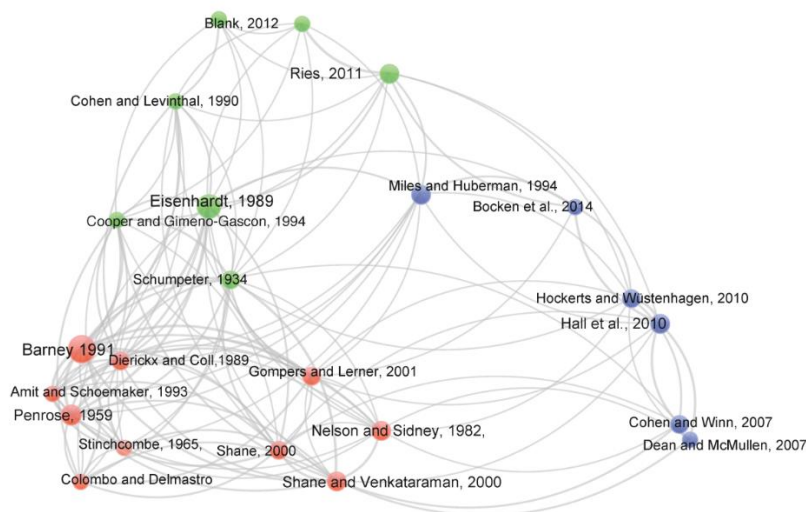 Blank, 2012
Ries, 2011
Cohen and Levinthal, 1990
Eisenhardt, 1989
Miles and Huberman, 1994
Bocken et al., 2014
Cooper and Gimeno-Gascon, 1994
Schumpeter, 1934
Hockerts and Wüstenhagen, 2010
Hall et al., 2010
Barney 1991
Dierickx and Coll,1989
Gompers and Lerner, 2001
Amit and Schoemaker, 1993
Penrose, 1959
Cohen and Winn, 2007
Nelson and Sidney, 1982,
Dean and McMullen, 2007
Stinchcombe, 1965,
Shane, 2000
Colombo and Delmastro
Shane and Venkataraman, 2000